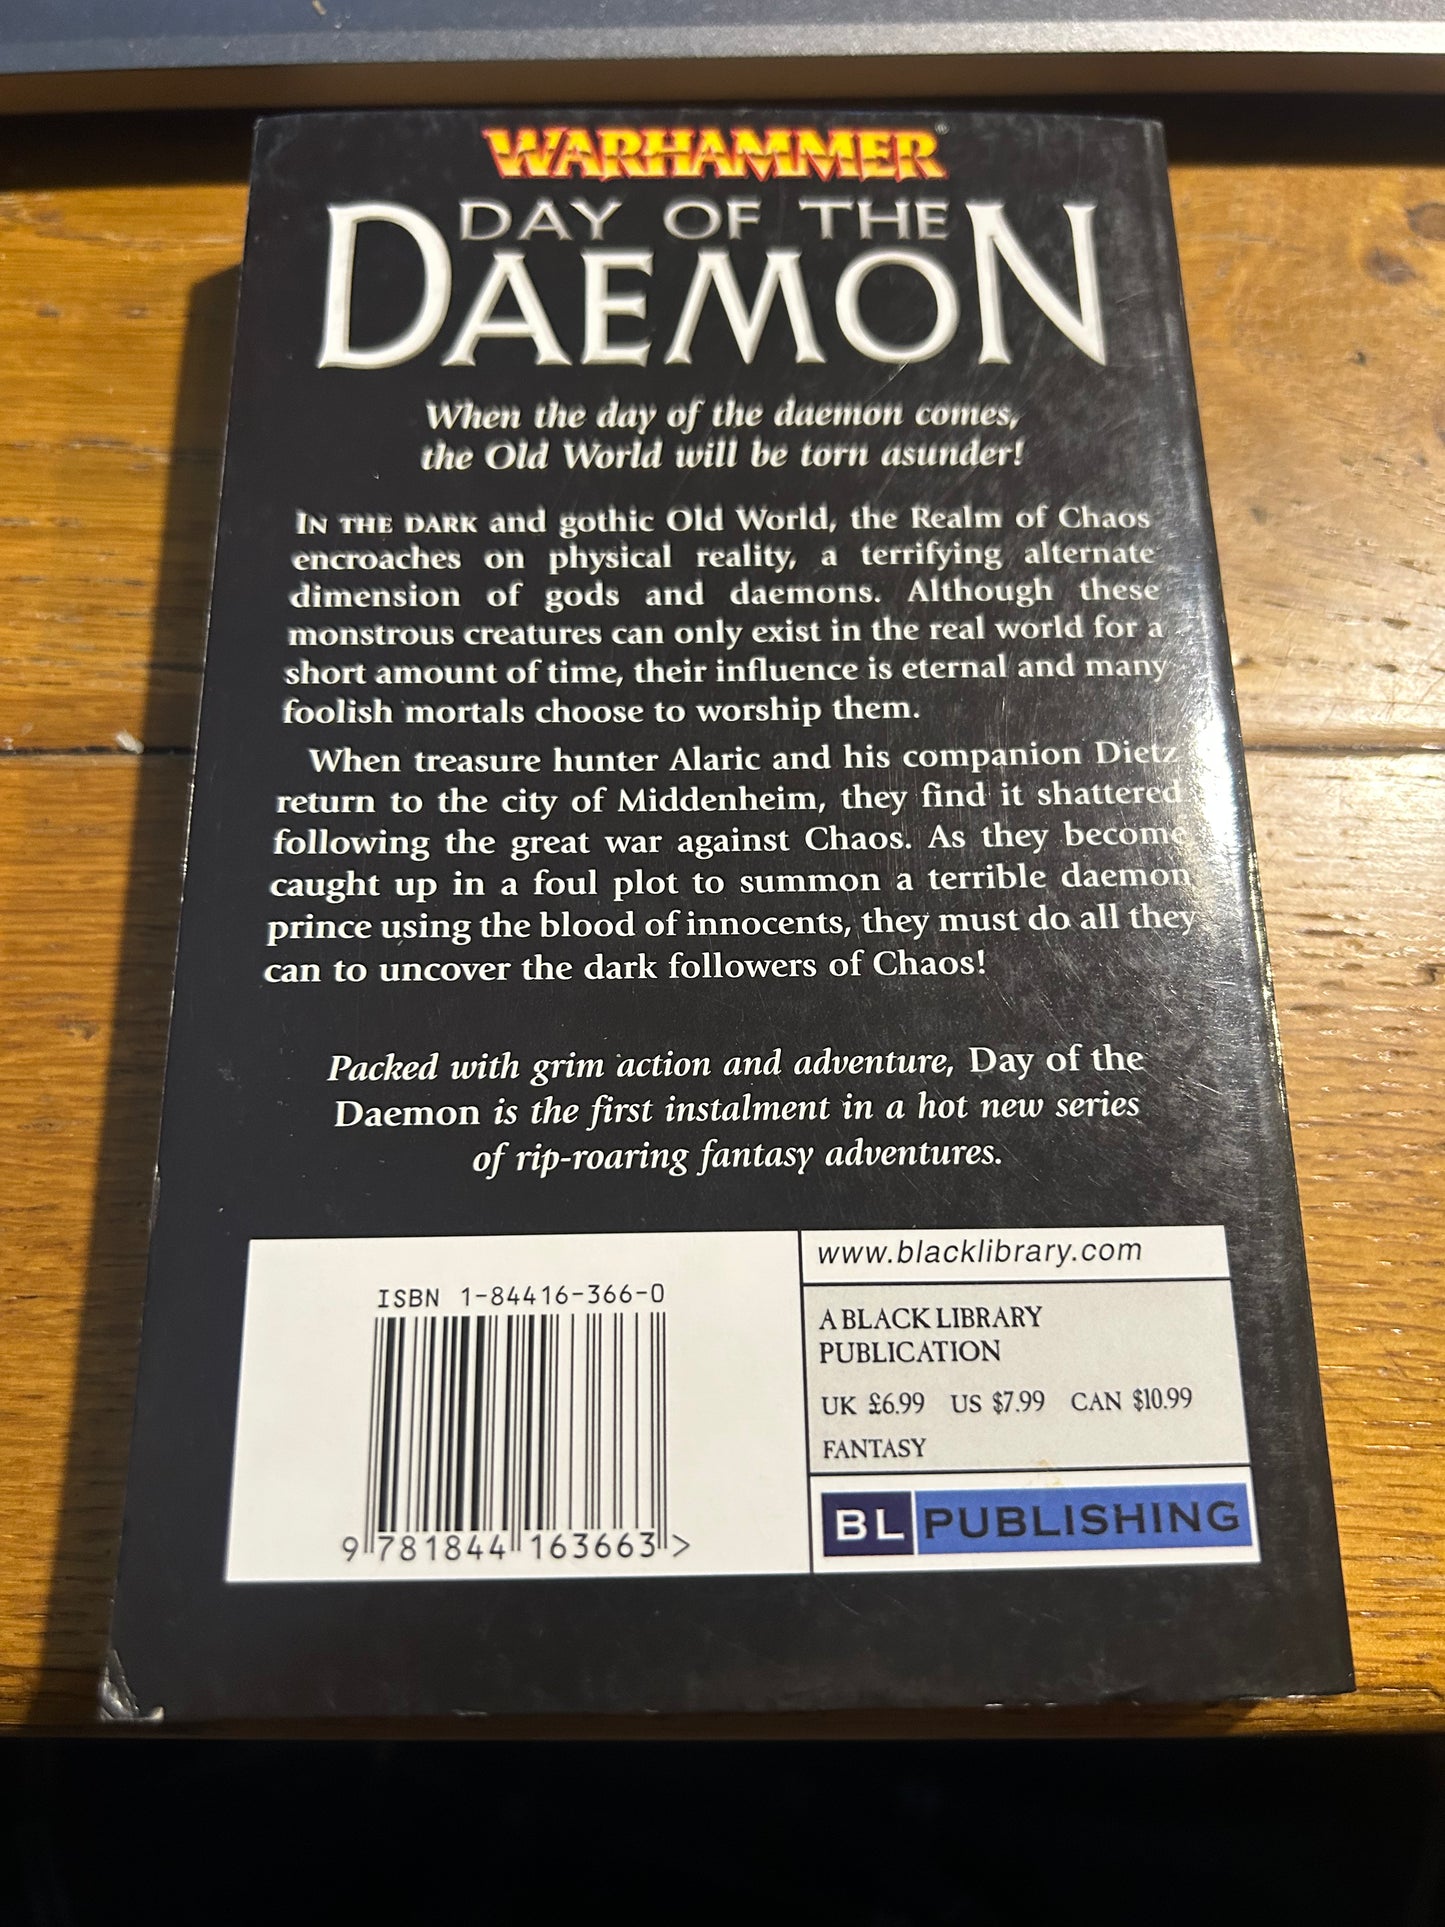 WARHAMMER®
DAY OF THE
DAEMON
When the day of the daemon comes,
the Old World will be torn asunder!
IN THE DARK and gothic Old World, the Realm of Chaos
encroaches on physical reality, a terrifying alternate
dimension of gods and daemons. Although these
monstrous creatures can only exist in the real world for a
short amount of time, their influence is eternal and many
foolish mortals choose to worship them.
When treasure hunter Alaric and his companion Dietz
return to the city of Middenheim, they find it shattered
following the great war against Chaos. As they become
caught up in a foul plot to summon a terrible daemon
prince using the blood of innocents, they must do all they
can to uncover the dark followers of Chaos!
Packed with grim action and adventure, Day of the
Daemon is the first instalment in a hot new series
of rip-roaring fantasy adventures.
ISBN 1-84416-366-0
9 781844 163663 >
www.blacklibrary.com
A BLACK LIBRARY
PUBLICATION
UK £6.99 US $7.99 CAN $10.99
FANTASY
BL PUBLISHING